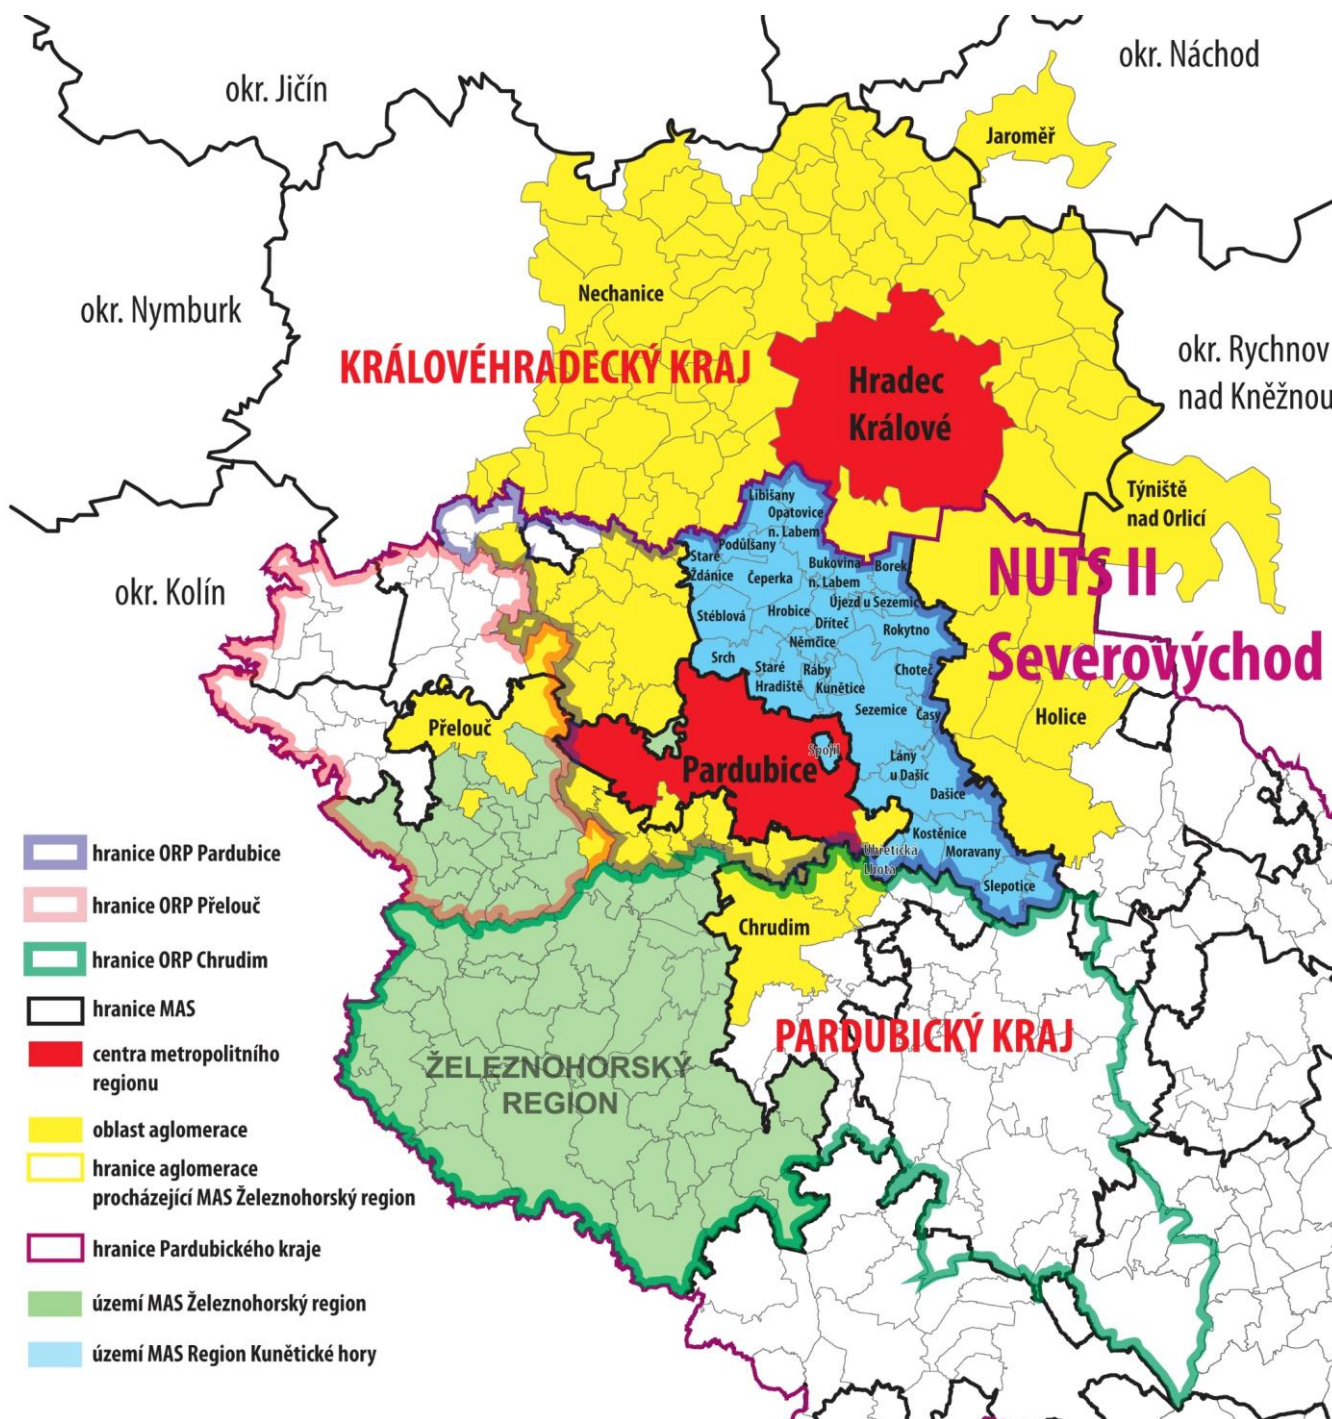 okr. Náchod
okr. Jičín
Jaroměř
okr. Nymburk
Nechanice
KRÁLOVÉHRADECKÝ KRAJ
Hradec
Králové
okr. Rychnov
nad Kněžnou
Týniště
nad Orlicí
okr. Kolín
NUTS II
Severovýchod
Libišany
Opatovice
n. Labem
Podůlšany
Staré
Ždánice
Čeperka
Bukovina
n. Labem
Borek
Újezd u Sezemic
Stéblová
Hrobice
Dříteč
Rokytno
Němčice
Srch
Staré
Hradiště
Ráby
Kunětice
Choteč
Sezemice
Časy
Holice
Přelouč
Pardubice
Spojil
Lány
u Dašic
Dašice
Kostěnice
Moravany
Úhřetická
Lhota
Slepotice
Chrudim
PARDUBICKÝ KRAJ
ŽELEZNOHORSKÝ
REGION
hranice ORP Pardubice
hranice ORP Přelouč
hranice ORP Chrudim
hranice MAS
centra metropolitního
regionu
oblast aglomerace
hranice aglomerace
procházející MAS Železnohorský region
hranice Pardubického kraje
území MAS Železnohorský region
území MAS Region Kunětické hory